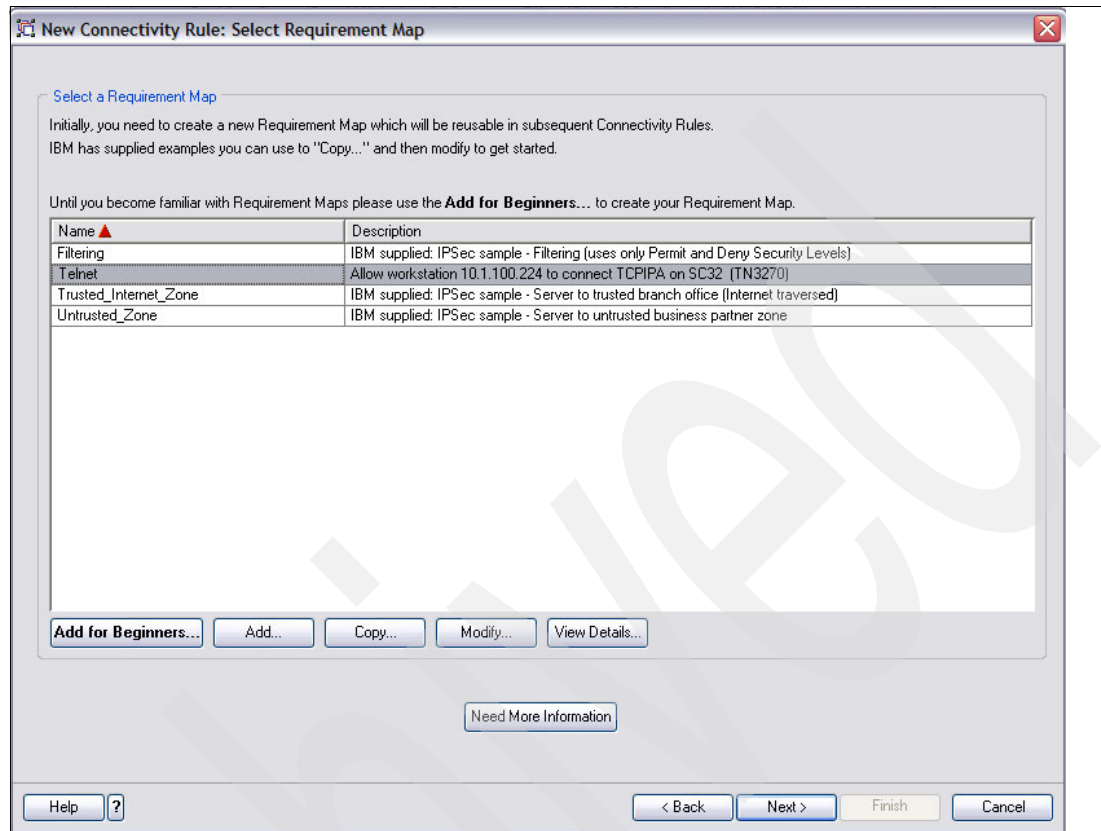 New Connectivity Rule: Select Requirement Map
Select a Requirement Map
Initially, you need to create a new Requirement Map which will be reusable in subsequent Connectivity Rules.
IBM has supplied examples you can use to "Copy..." and then modify to get started.
Until you become familiar with Requirement Maps please use the Add for Beginners... to create your Requirement Map.
Name Description
Filtering IBM supplied: IPSec sample - Filtering (uses only Permit and Deny Security Levels)
Telnet Allow workstation 10.1.100.224 to connect TCPIPA on SC32 (TN3270)
Trusted_Internet_Zone IBM supplied: IPSec sample - Server to trusted branch office (Internet traversed)
Untrusted_Zone IBM supplied: IPSec sample - Server to untrusted business partner zone
Add for Beginners... Add... Copy... Modify... View Details...
Need More Information
Help ? < Back Next > Finish Cancel